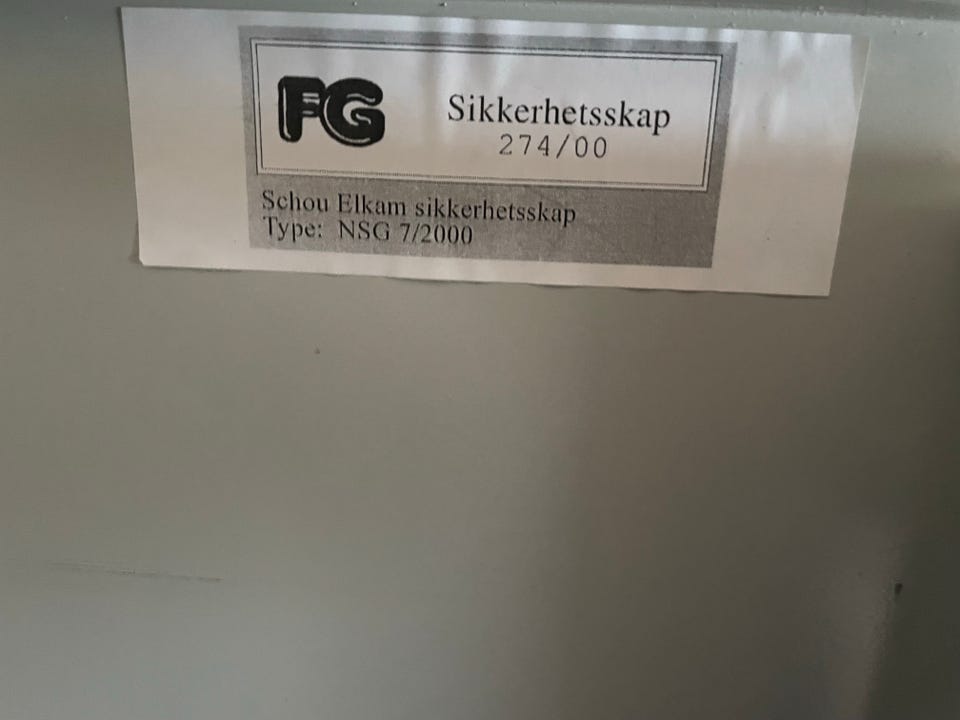 FG
Sikkerhetsskap
274/00
Schou Elkam sikkerhetsskap
Type: NSG 7/2000